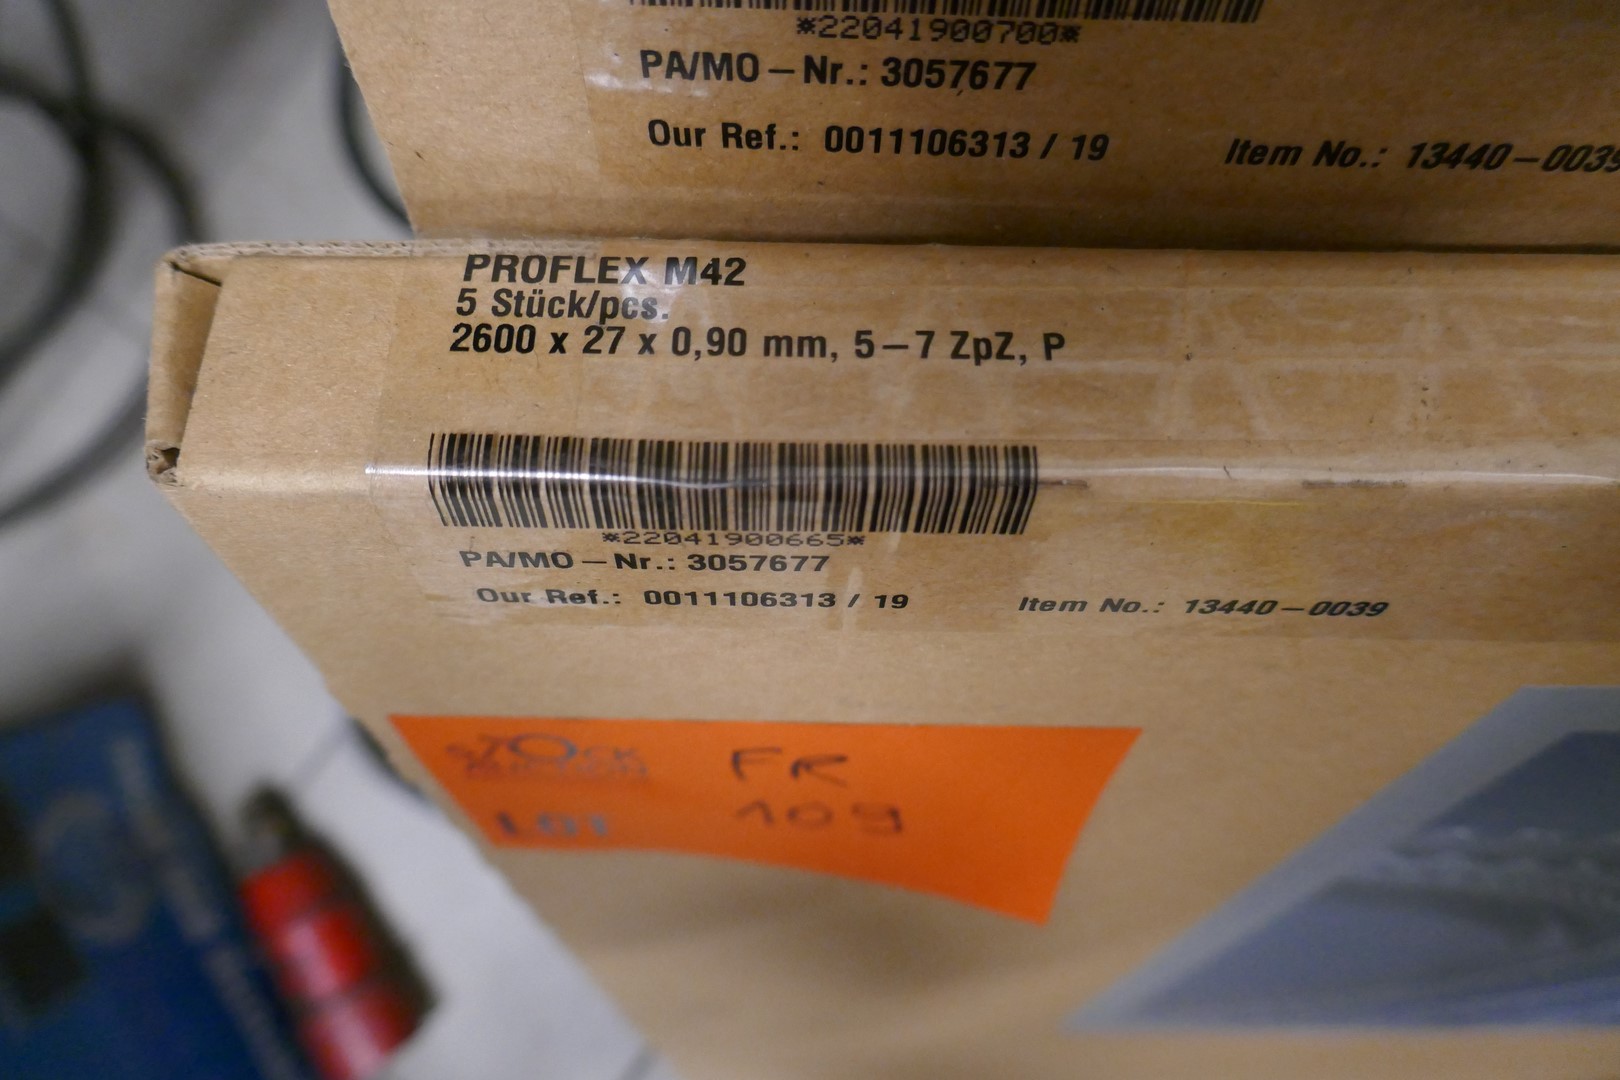 *22041900700*
PA/MO – Nr.: 3057677
Our Ref.: 0011106313 / 19 Item No.: 13440–0039
PROFLEX M42
5 Stück/pcs.
2600 x 27 x 0,90 mm, 5–7 ZpZ, P
*22041900665*
PA/MO – Nr.: 3057677
Our Ref.: 0011106313 / 19 Item No.: 13440–0039
STOCK FR
LOT 109